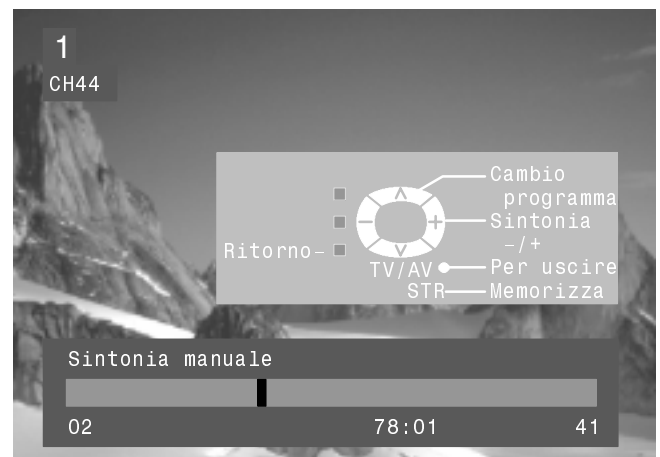 1
CH44
Cambio
programma
Sintonia
-/+
Ritorno-
TV/AV Per uscire
STR Memorizza
Sintonia manuale
02 78:01 41